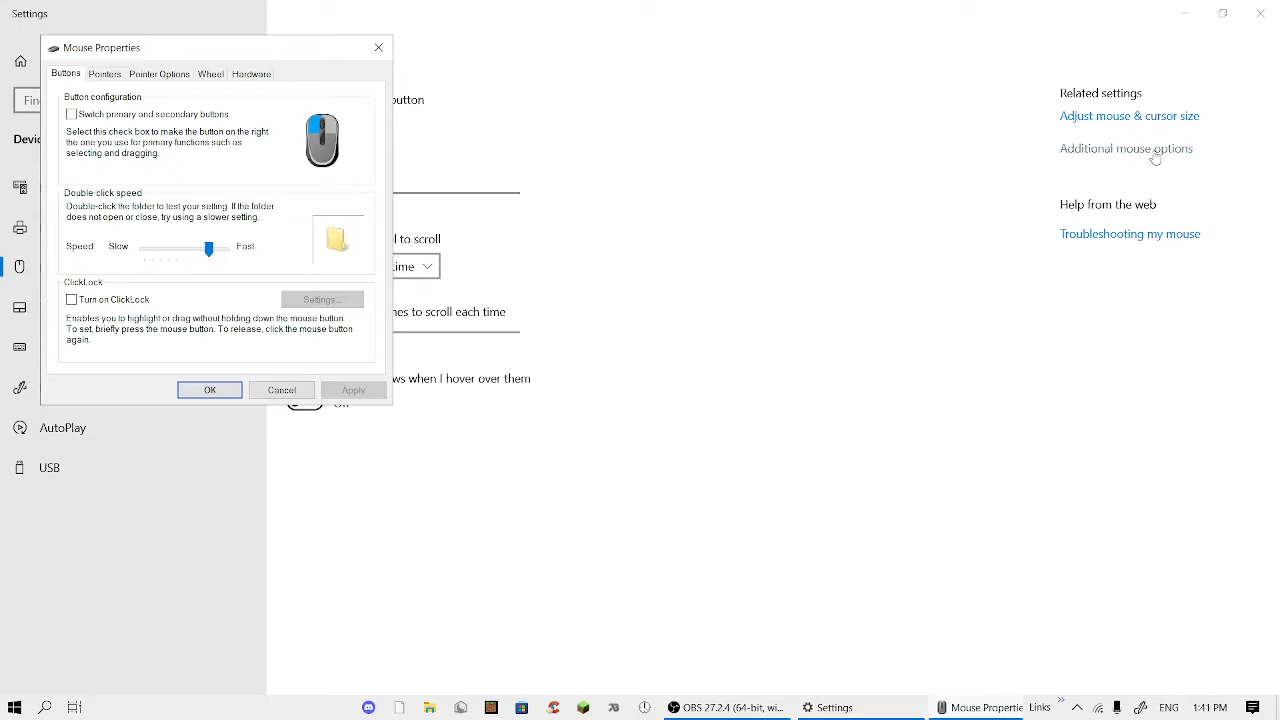 Settings
Mouse Properties
Buttons
Pointers
Pointer Options
Wheel
Hardware
Button configuration
Switch primary and secondary buttons
Select this check box to make the button on the right
the one you use for primary functions such as
selecting and dragging.
Double-click speed
Double-click the folder to test your setting. If the folder
does not open or close, try using a slower setting.
Speed:
Slow
Fast
ClickLock
Turn on ClickLock
Settings...
Enables you to highlight or drag without holding down the mouse button.
To set, briefly press the mouse button. To release, click the mouse button
again.
OK
Cancel
Apply
Fin
Devic
AutoPlay
USB
button
el to scroll
time
nes to scroll each time
ws when I hover over them
Related settings
Adjust mouse & cursor size
Additional mouse options
Help from the web
Troubleshooting my mouse
OBS 27.2.4 (64-bit, wi...
Settings
Mouse Propertie
Links
ENG
1:41 PM